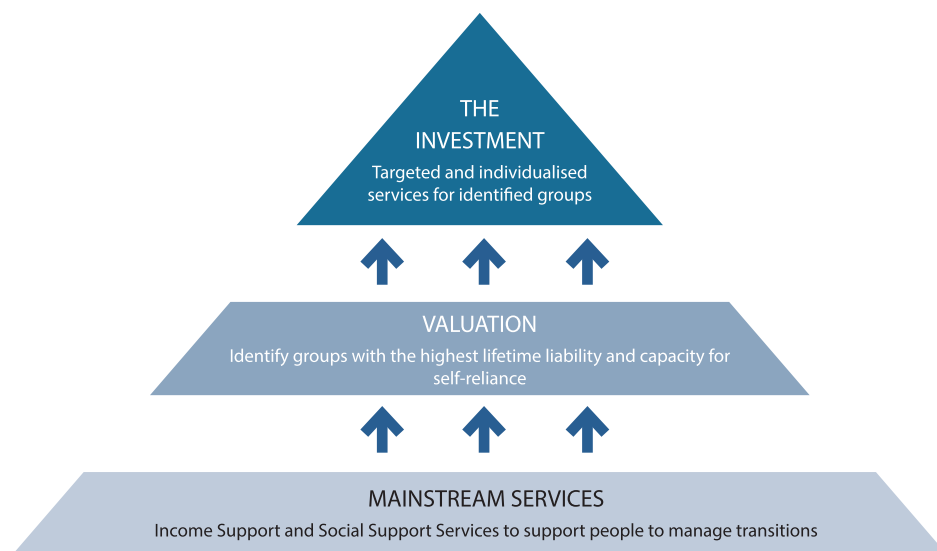 THE
INVESTMENT
Targeted and individualised
services for identified groups
VALUATION
Identify groups with the highest lifetime liability and capacity for
self-reliance
MAINSTREAM SERVICES
Income Support and Social Support Services to support people to manage transitions